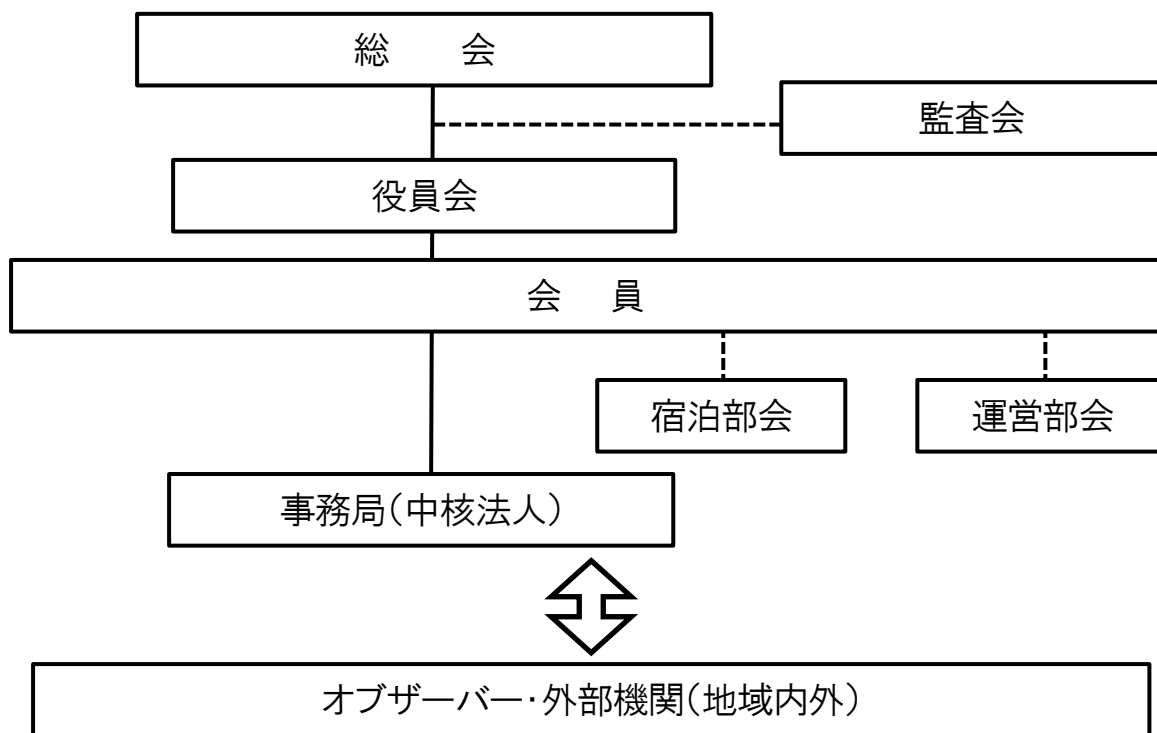 総　　会
監査会
役員会
会　員
宿泊部会
運営部会
事務局（中核法人）
オブザーバー・外部機関（地域内外）